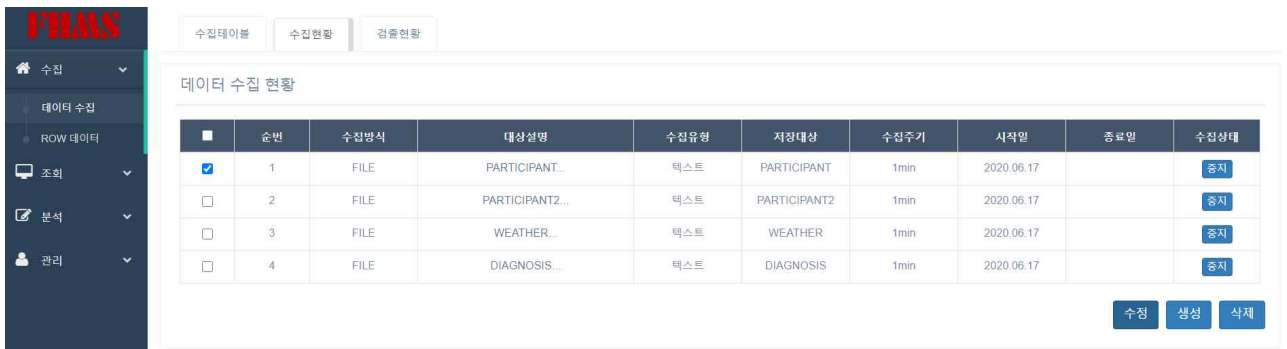 FHMS
수집테이블 수집현황 검출현황
수집
데이터 수집
ROW 데이터
조회
분석
관리
데이터 수집 현황
순번 수집방식 대상설명 수집유형 저장대상 수집주기 시작일 종료일 수집상태
1 FILE PARTICIPANT... 텍스트 PARTICIPANT 1min 2020.06.17 중지
2 FILE PARTICIPANT2... 텍스트 PARTICIPANT2 1min 2020.06.17 중지
3 FILE WEATHER... 텍스트 WEATHER 1min 2020.06.17 중지
4 FILE DIAGNOSIS... 텍스트 DIAGNOSIS 1min 2020.06.17 중지
수정 생성 삭제